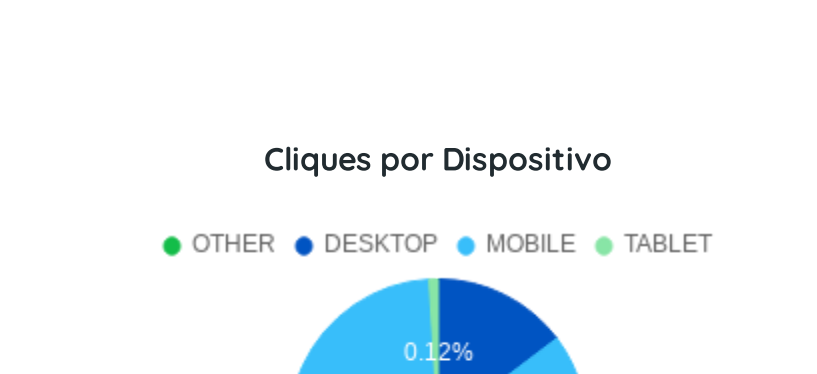 Cliques por Dispositivo
OTHER DESKTOP MOBILE TABLET
0.12%